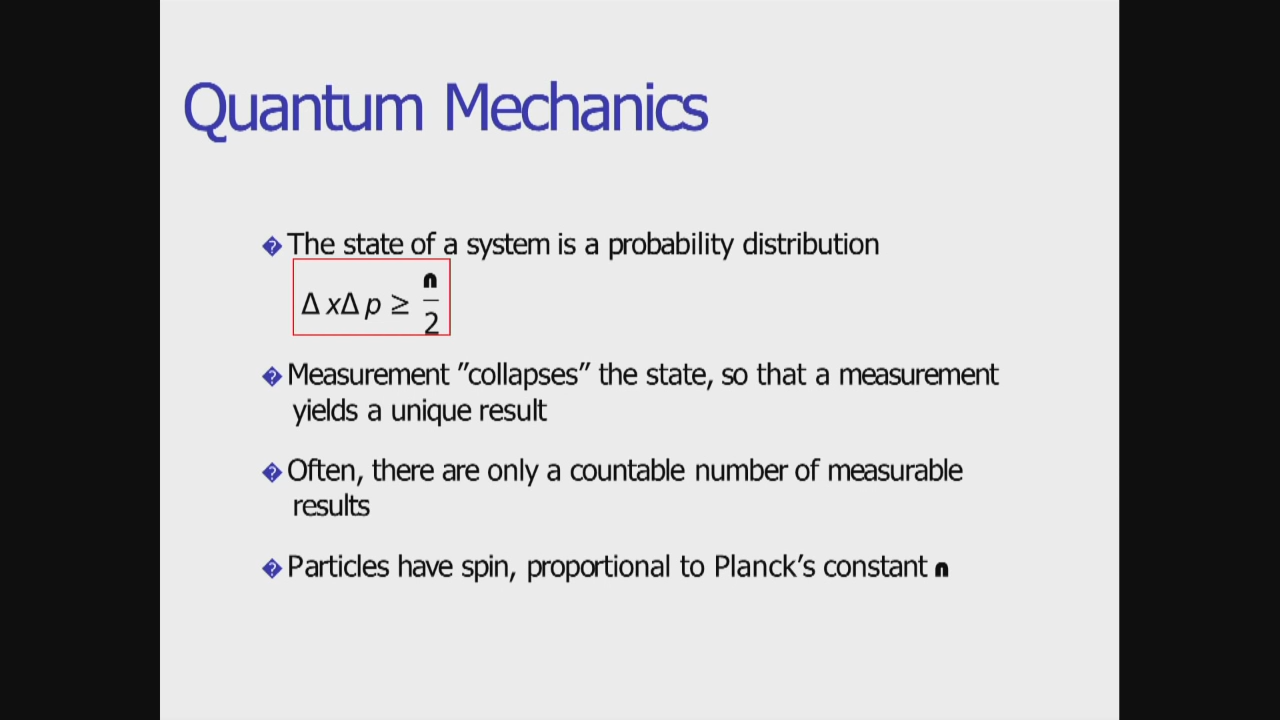 Quantum Mechanics
� The state of a system is a probability distribution
Δ xΔ p ≥ ո/2
� Measurement ”collapses” the state, so that a measurement
yields a unique result
� Often, there are only a countable number of measurable
results
� Particles have spin, proportional to Planck’s constant ո